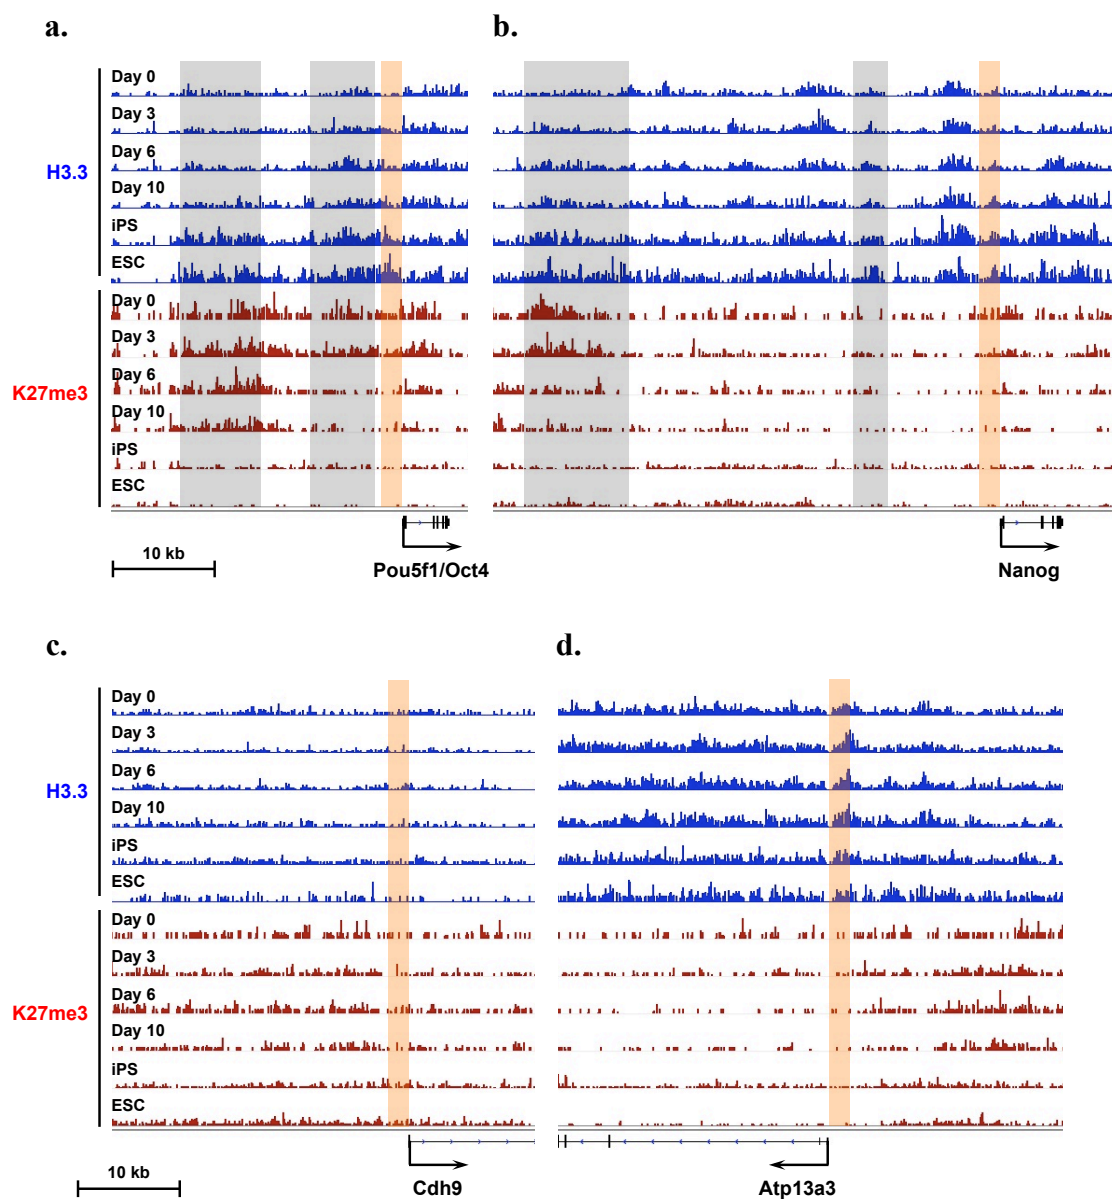 a.
b.
Day 0
Day 3
Day 6
H3.3
Day 10
iPS
ESC
Day 0
Day 3
Day 6
K27me3
Day 10
iPS
ESC
10 kb
Pou5f1/Oct4
Nanog
c.
d.
Day 0
Day 3
Day 6
H3.3
Day 10
iPS
ESC
Day 0
Day 3
Day 6
K27me3
Day 10
iPS
ESC
10 kb
Cdh9
Atp13a3